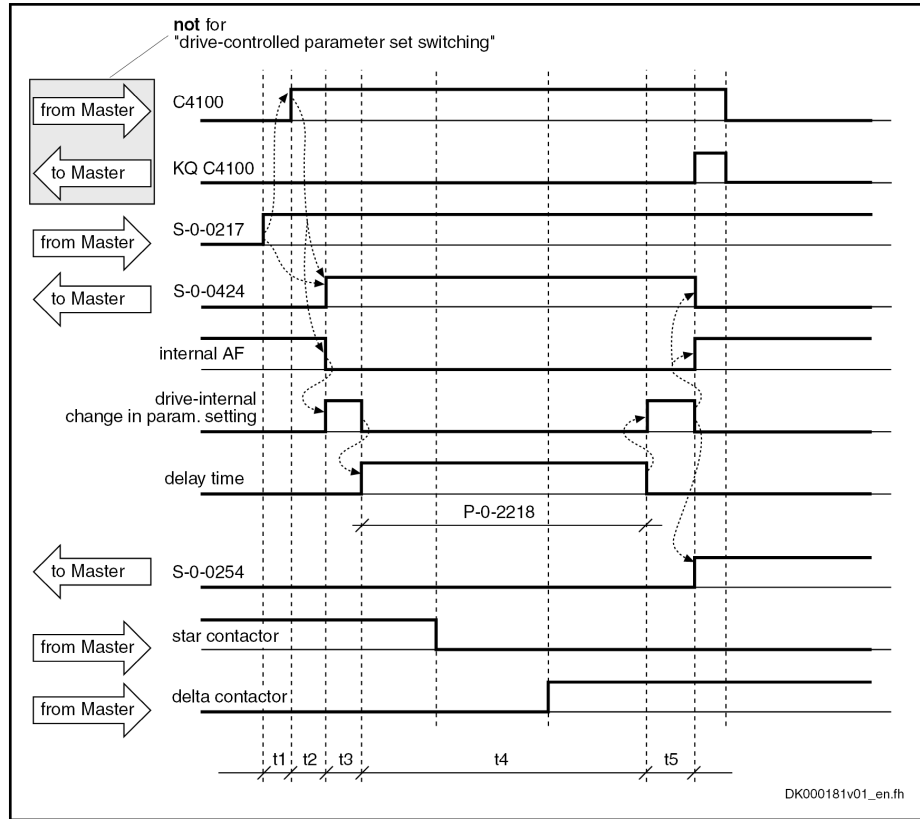 not for
"drive-controlled parameter set switching"
from Master
C4100
to Master
KQ C4100
from Master
S-0-0217
to Master
S-0-0424
internal AF
drive-internal
change in param. setting
delay time
P-0-2218
to Master
S-0-0254
from Master
star contactor
from Master
delta contactor
t1 t2 t3 t4 t5
DK000181v01_en.fh